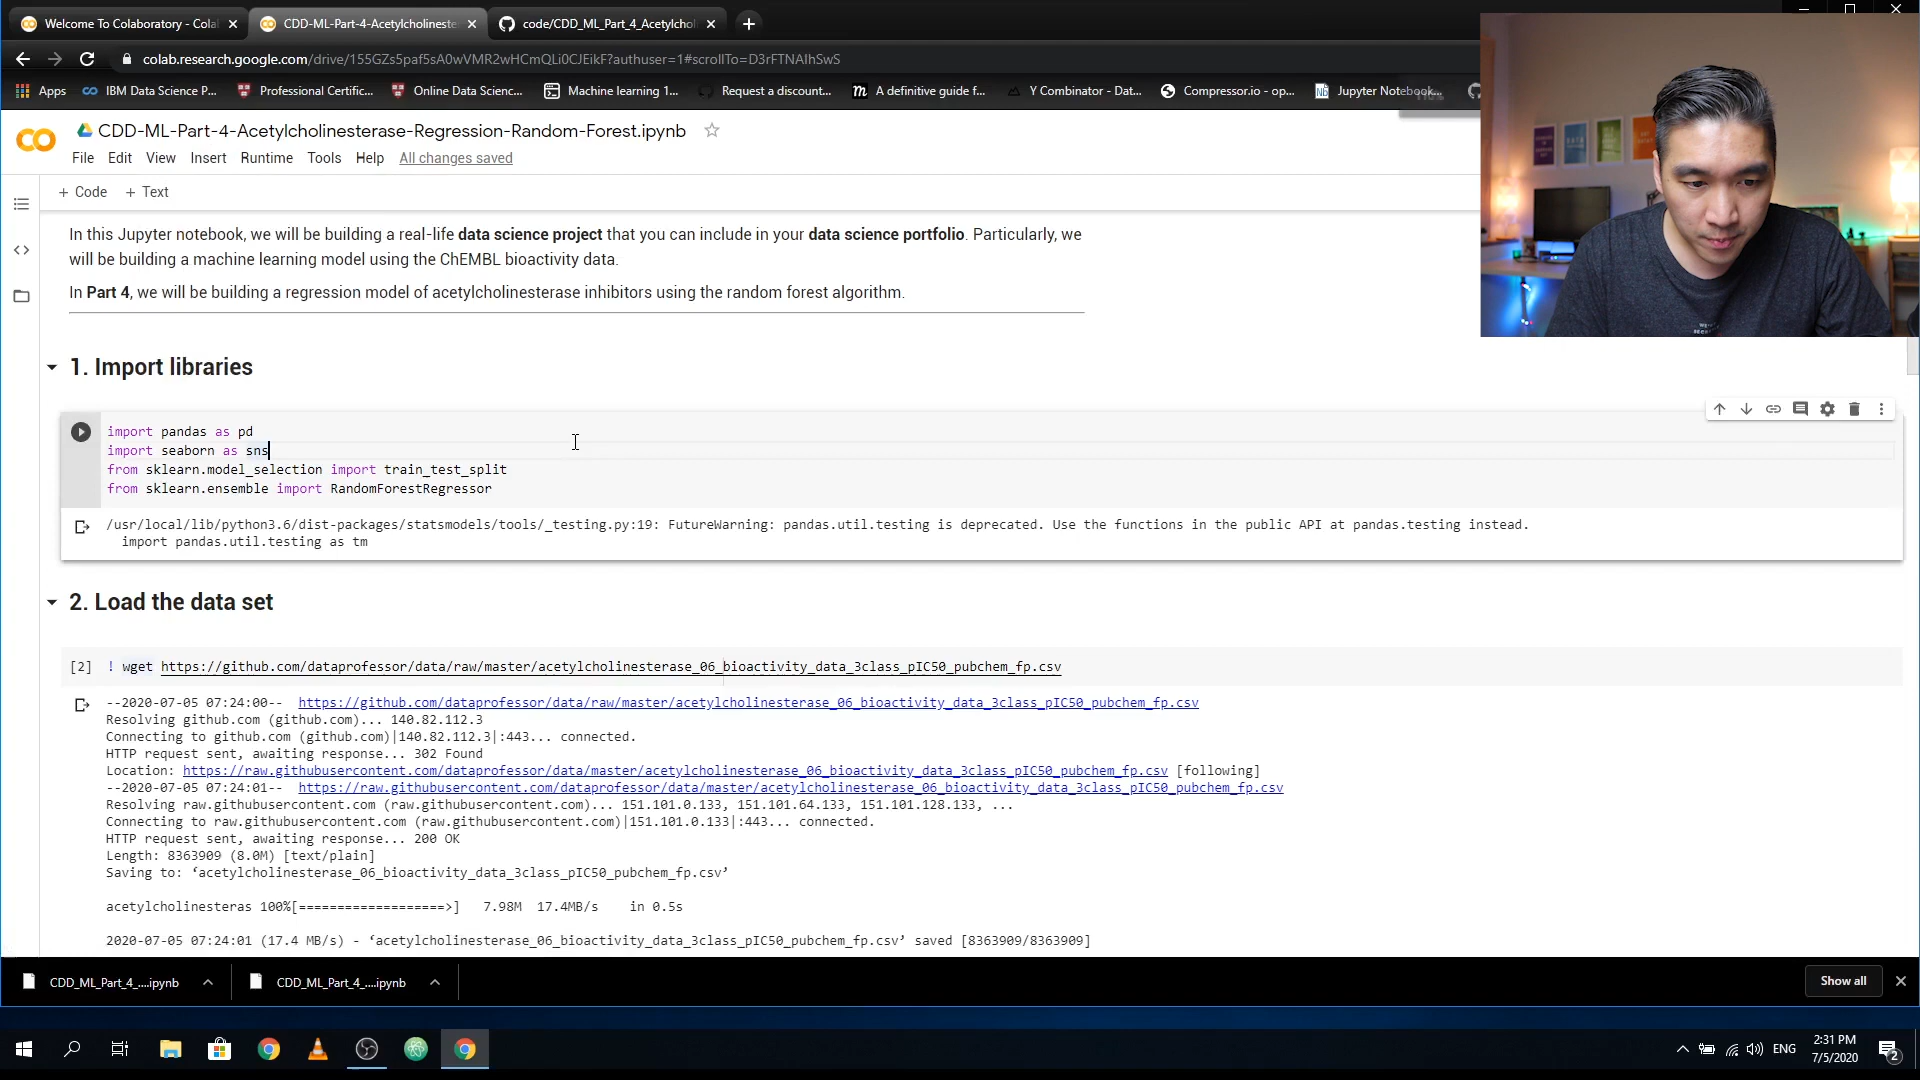 Welcome To Colaboratory - Cola
CDD-ML-Part-4-Acetylcholineste
code/CDD_ML_Part_4_Acetylchol
colab.research.google.com/drive/155GZs5paf5sA0wVMR2wHCmQLi0CJEikF?authuser=1#scrollTo=D3rFTNAIhSwS
Apps
IBM Data Science P...
Professional Certific...
Online Data Scienc...
Machine learning 1...
Request a discount...
A definitive guide f...
Y Combinator - Dat...
Compressor.io - op...
Jupyter Notebook...
CDD-ML-Part-4-Acetylcholinesterase-Regression-Random-Forest.ipynb
File Edit View Insert Runtime Tools Help All changes saved
+ Code + Text
In this Jupyter notebook, we will be building a real-life data science project that you can include in your data science portfolio. Particularly, we
will be building a machine learning model using the ChEMBL bioactivity data.
In Part 4, we will be building a regression model of acetylcholinesterase inhibitors using the random forest algorithm.
1. Import libraries
import pandas as pd
import seaborn as sns
from sklearn.model_selection import train_test_split
from sklearn.ensemble import RandomForestRegressor
/usr/local/lib/python3.6/dist-packages/statsmodels/tools/_testing.py:19: FutureWarning: pandas.util.testing is deprecated. Use the functions in the public API at pandas.testing instead.
import pandas.util.testing as tm
2. Load the data set
[2] ! wget https://github.com/dataprofessor/data/raw/master/acetylcholinesterase_06_bioactivity_data_3class_pIC50_pubchem_fp.csv
--2020-07-05 07:24:00-- https://github.com/dataprofessor/data/raw/master/acetylcholinesterase_06_bioactivity_data_3class_pIC50_pubchem_fp.csv
Resolving github.com (github.com)... 140.82.112.3
Connecting to github.com (github.com)|140.82.112.3|:443... connected.
HTTP request sent, awaiting response... 302 Found
Location: https://raw.githubusercontent.com/dataprofessor/data/master/acetylcholinesterase_06_bioactivity_data_3class_pIC50_pubchem_fp.csv [following]
--2020-07-05 07:24:01-- https://raw.githubusercontent.com/dataprofessor/data/master/acetylcholinesterase_06_bioactivity_data_3class_pIC50_pubchem_fp.csv
Resolving raw.githubusercontent.com (raw.githubusercontent.com)... 151.101.0.133, 151.101.64.133, 151.101.128.133, ...
Connecting to raw.githubusercontent.com (raw.githubusercontent.com)|151.101.0.133|:443... connected.
HTTP request sent, awaiting response... 200 OK
Length: 8363909 (8.0M) [text/plain]
Saving to: ‘acetylcholinesterase_06_bioactivity_data_3class_pIC50_pubchem_fp.csv’
acetylcholinesteras 100%[===================>] 7.98M 17.4MB/s in 0.5s
2020-07-05 07:24:01 (17.4 MB/s) - ‘acetylcholinesterase_06_bioactivity_data_3class_pIC50_pubchem_fp.csv’ saved [8363909/8363909]
CDD_ML_Part_4_....ipynb
CDD_ML_Part_4_....ipynb
Show all
ENG
2:31 PM
7/5/2020
2